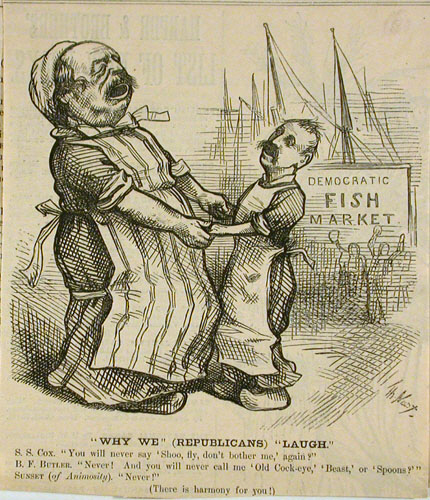 DEMOCRATIC
FISH
MARKET
Th. Nast.
"WHY WE" (REPUBLICANS) "LAUGH."
S. S. Cox. "You will never say 'Shoo, fly, don't bother me,' again?"
B. F. BUTLER. "Never! And you will never call me 'Old Cock-eye,' 'Beast,' or 'Spoons?'"
SUNSET (of Animosity). "Never!"
(There is harmony for you!)